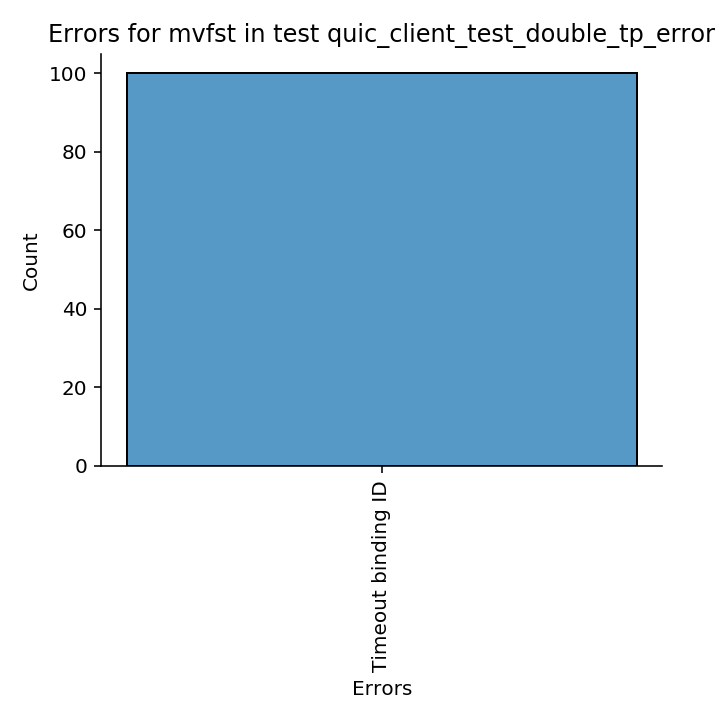 Errors for mvfst in test quic_client_test_double_tp_error
100
80
60
40
20
0
Count
Timeout binding ID
Errors